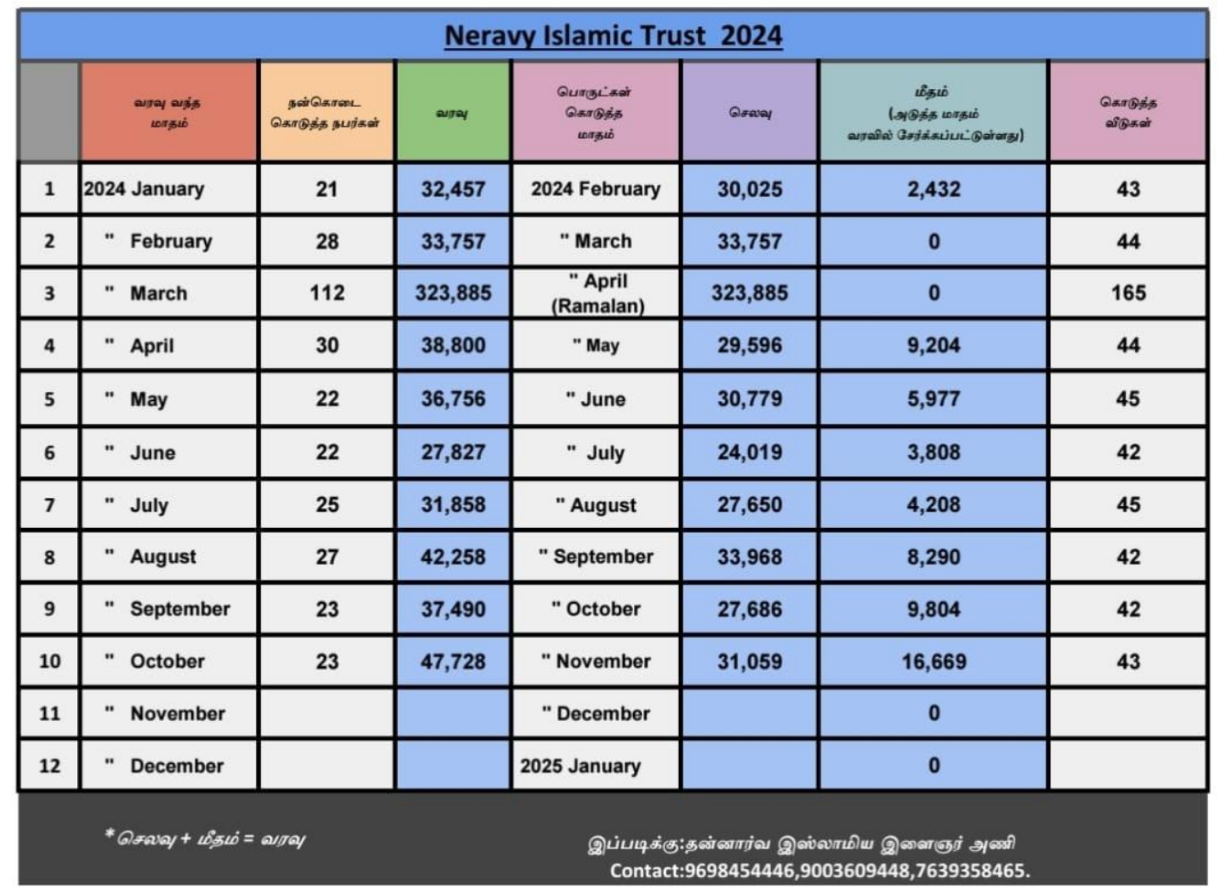 Neravy Islamic Trust 2024
வரவு வந்த மாதம் நன்கொடை கொடுத்த நபர்கள் வரவு பொருட்கள் கொடுத்த மாதம் செலவு மீதம் (அடுத்த மாதம் வரவில் சேர்க்கப்பட்டுள்ளது) கொடுத்த வீடுகள்
1 2024 January 21 32,457 2024 February 30,025 2,432 43
2 " February 28 33,757 " March 33,757 0 44
3 " March 112 323,885 " April (Ramalan) 323,885 0 165
4 " April 30 38,800 " May 29,596 9,204 44
5 " May 22 36,756 " June 30,779 5,977 45
6 " June 22 27,827 " July 24,019 3,808 42
7 " July 25 31,858 " August 27,650 4,208 45
8 " August 27 42,258 " September 33,968 8,290 42
9 " September 23 37,490 " October 27,686 9,804 42
10 " October 23 47,728 " November 31,059 16,669 43
11 " November " December 0
12 " December 2025 January 0
* செலவு + மீதம் = வரவு
இப்படிக்கு:தன்னார்வ இஸ்லாமிய இளைஞர் அணி
Contact:9698454446,9003609448,7639358465.